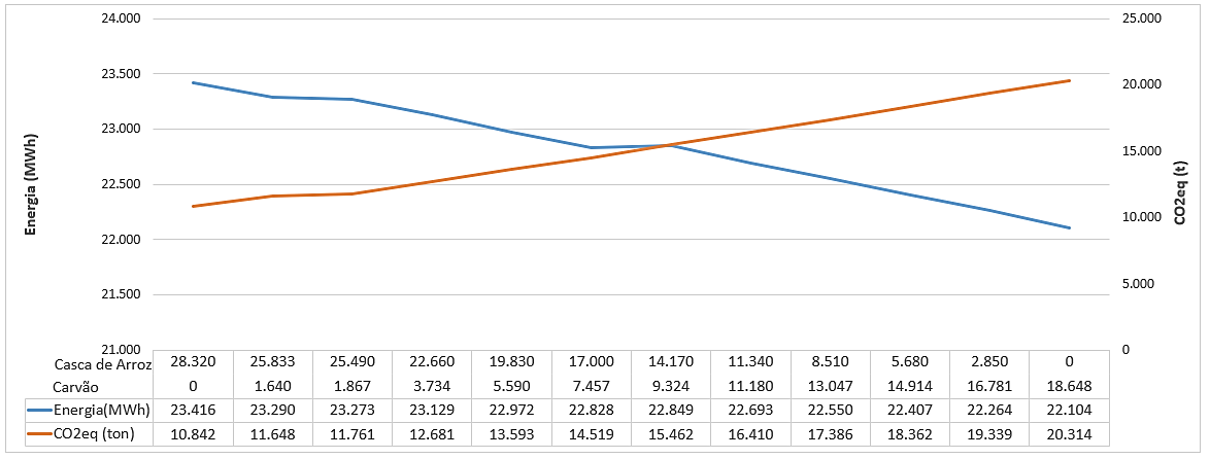 24.000 25.000
23.500 20.000
23.000
22.500 15.000
22.000 10.000
21.500 5.000
21.000 0
Energia (MWh)
CO2eq (t)
Casca de Arroz 28.320 25.833 25.490 22.660 19.830 17.000 14.170 11.340 8.510 5.680 2.850 0
Carvão 0 1.640 1.867 3.734 5.590 7.457 9.324 11.180 13.047 14.914 16.781 18.648
Energia(MWh) 23.416 23.290 23.273 23.129 22.972 22.828 22.849 22.693 22.550 22.407 22.264 22.104
CO2eq (ton) 10.842 11.648 11.761 12.681 13.593 14.519 15.462 16.410 17.386 18.362 19.339 20.314